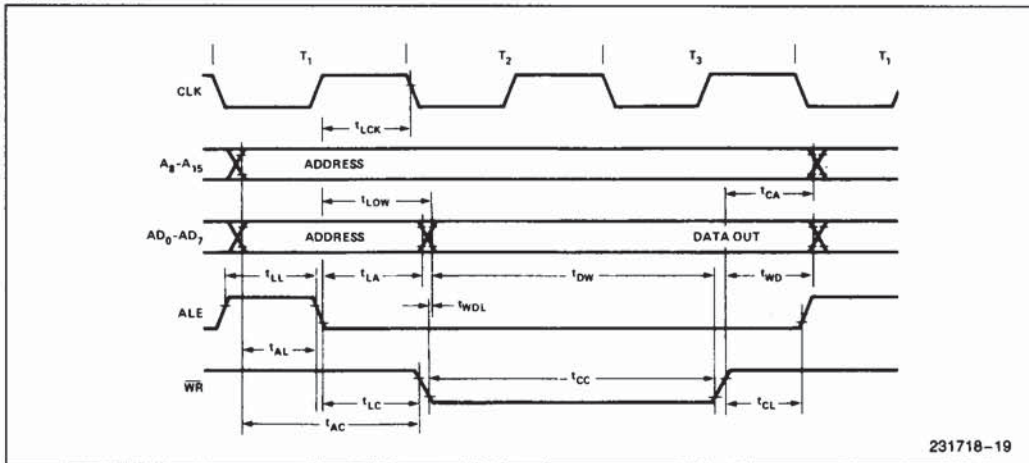 T1 T2 T3 T1
CLK
tLCK
A8-A15 ADDRESS
tLOW tCA
AD0-AD7 ADDRESS DATA OUT
tLL tLA tDW tWD
ALE tWDL
tAL
WR tCC
tLC tCL
tAC
231718-19